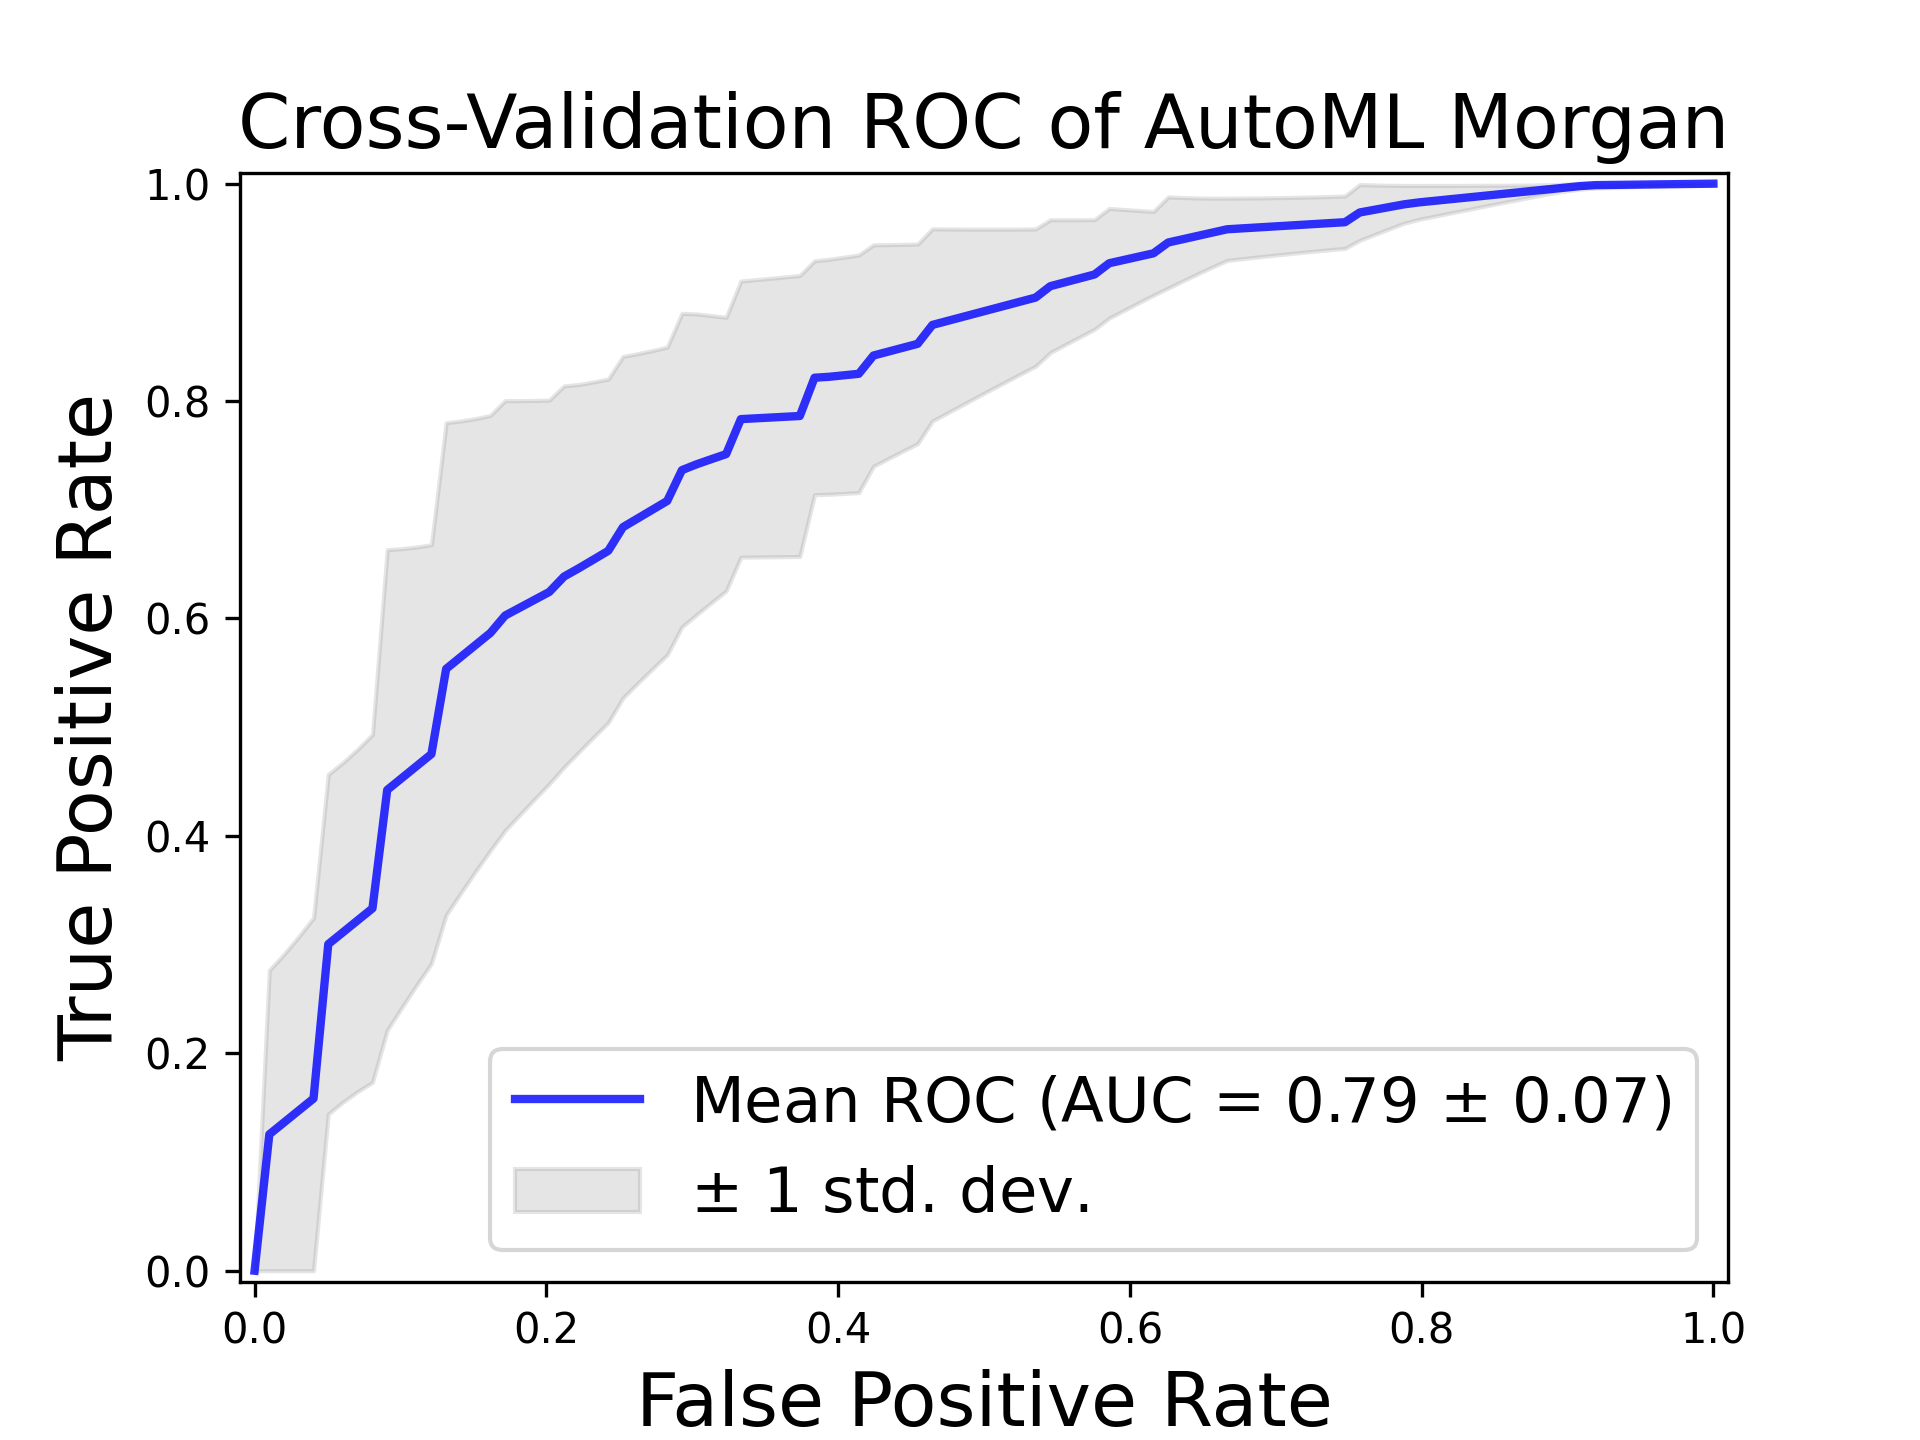 Cross-Validation ROC of AutoML Morgan
True Positive Rate
1.0
0.8
0.6
0.4
0.2
0.0
Mean ROC (AUC = 0.79 ± 0.07)
± 1 std. dev.
0.0 0.2 0.4 0.6 0.8 1.0
False Positive Rate